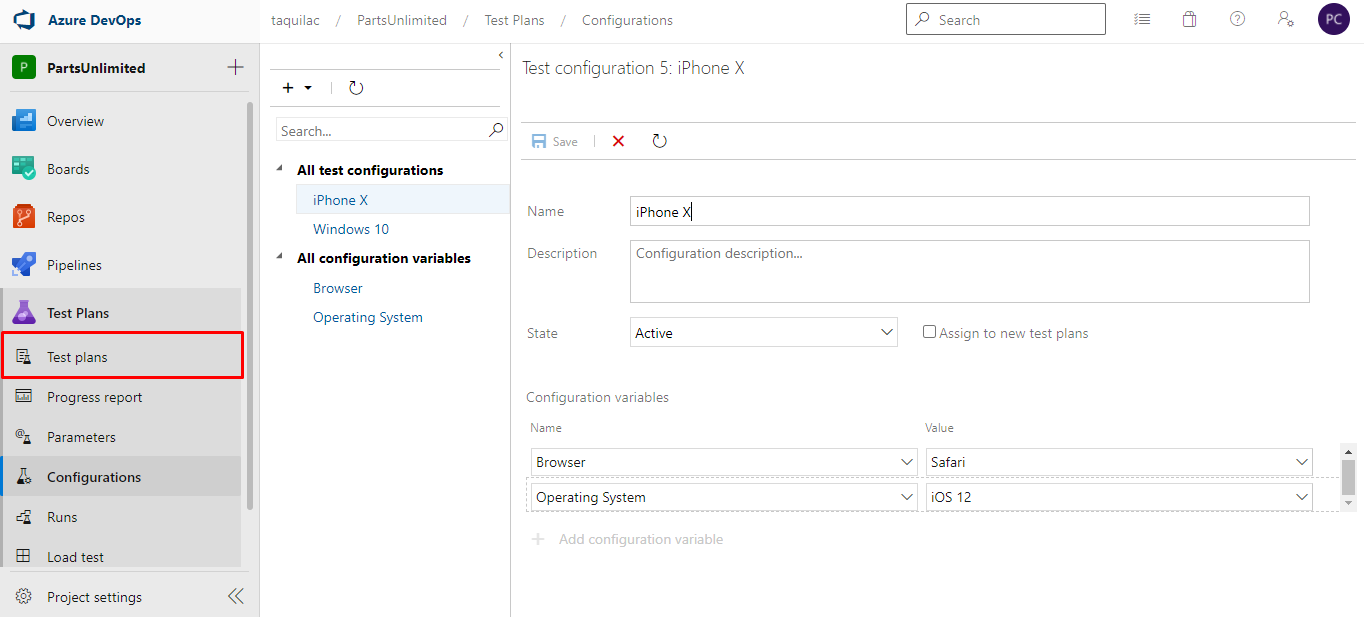 Azure DevOps
taquilac / PartsUnlimited / Test Plans / Configurations
Search
PC
P PartsUnlimited
Overview
Boards
Repos
Pipelines
Test Plans
Test plans
Progress report
Parameters
Configurations
Runs
Load test
Project settings
Search...
All test configurations
iPhone X
Windows 10
All configuration variables
Browser
Operating System
Test configuration 5: iPhone X
Save
Name iPhone X
Description Configuration description...
State Active Assign to new test plans
Configuration variables
Name Value
Browser Safari
Operating System iOS 12
Add configuration variable